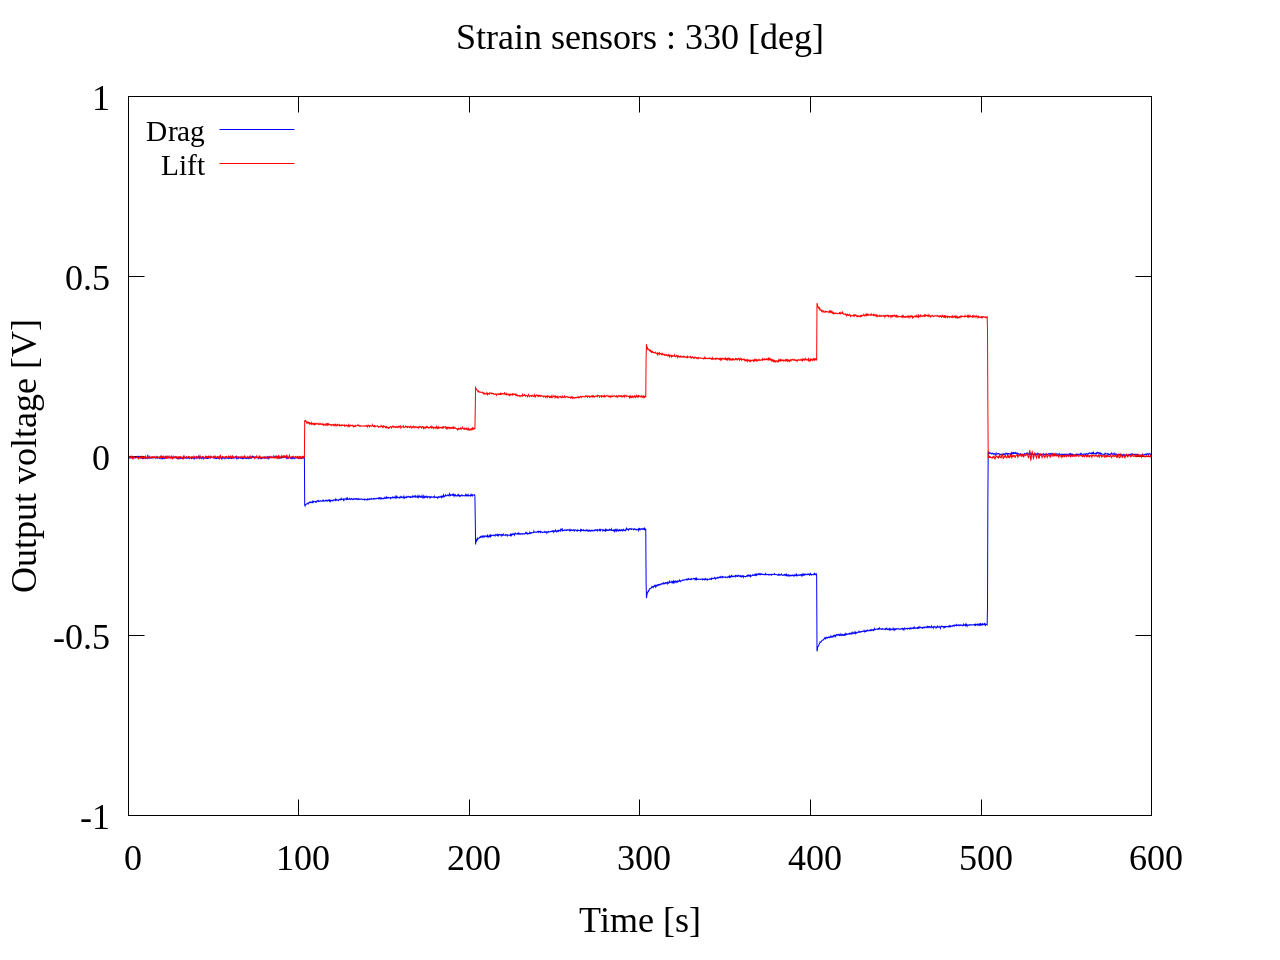 Strain sensors : 330 [deg]
1
0.5
0
-0.5
-1
Output voltage [V]
Drag
Lift
0 100 200 300 400 500 600
Time [s]